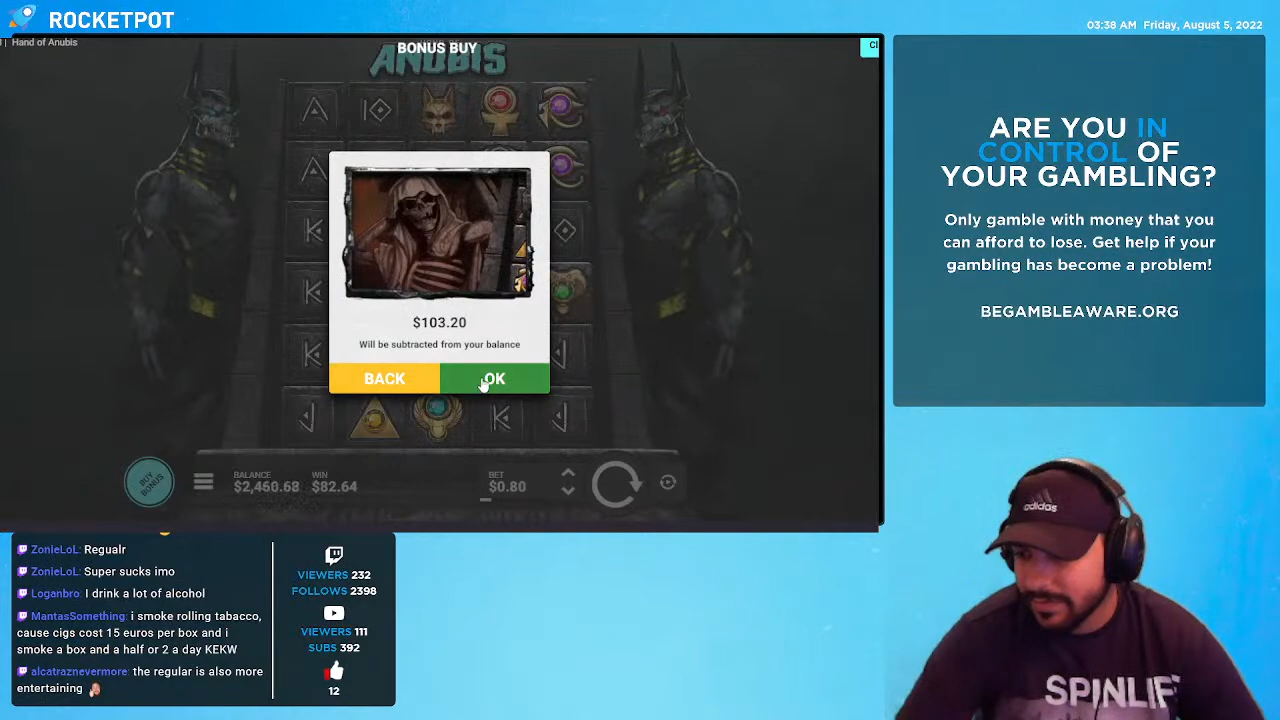 ROCKETPOT
03:38 AM Friday, August 5, 2022
| Hand of Anubis
BONUS BUY
ANUBIS
$103.20
Will be subtracted from your balance
BACK
OK
BUY
BONUS
BALANCE
$2,460.63
WIN
$82.64
BET
$0.80
ARE YOU IN
CONTROL OF
YOUR GAMBLING?
Only gamble with money that you
can afford to lose. Get help if your
gambling has become a problem!
BEGAMBLEAWARE.ORG
ZonieLoL: Regualr
ZonieLoL: Super sucks imo
Loganbro: I drink a lot of alcohol
MantasSomething: i smoke rolling tabacco,
cause cigs cost 15 euros per box and i
smoke a box and a half or 2 a day KEKW
alcatraznevermore: the regular is also more
entertaining
VIEWERS 232
FOLLOWS 2398
VIEWERS 111
SUBS 392
12
adidas
SPINLIFE